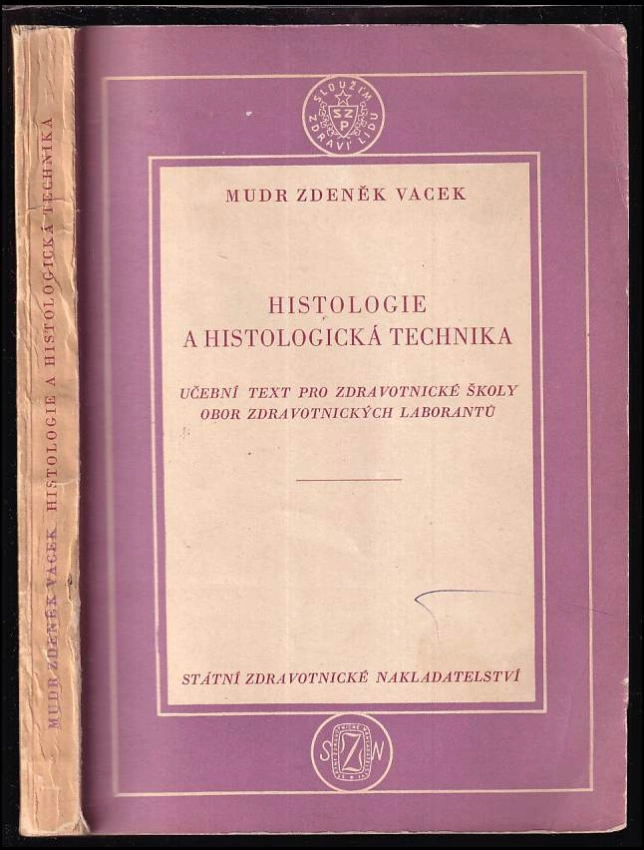 MUDR ZDENĚK VACEK HISTOLOGIE A HISTOLOGICKÁ TECHNIKA
SLOUŽÍM ZDRAVÍ LIDU
SZP
MUDR ZDENĚK VACEK
HISTOLOGIE
A HISTOLOGICKÁ TECHNIKA
UČEBNÍ TEXT PRO ZDRAVOTNICKÉ ŠKOLY
OBOR ZDRAVOTNICKÝCH LABORANTŮ
STÁTNÍ ZDRAVOTNICKÉ NAKLADATELSTVÍ
S Z N